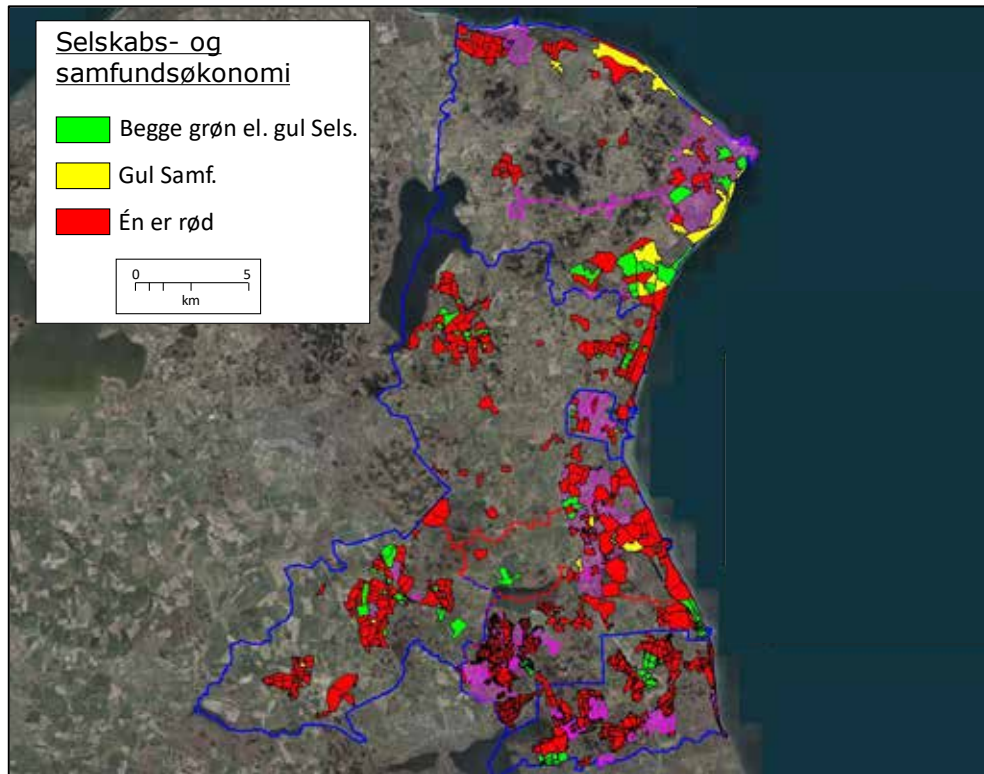 Selskabs- og
samfundsøkonomi
Begge grøn el. gul Sels.
Gul Samf.
Én er rød
0 5
km